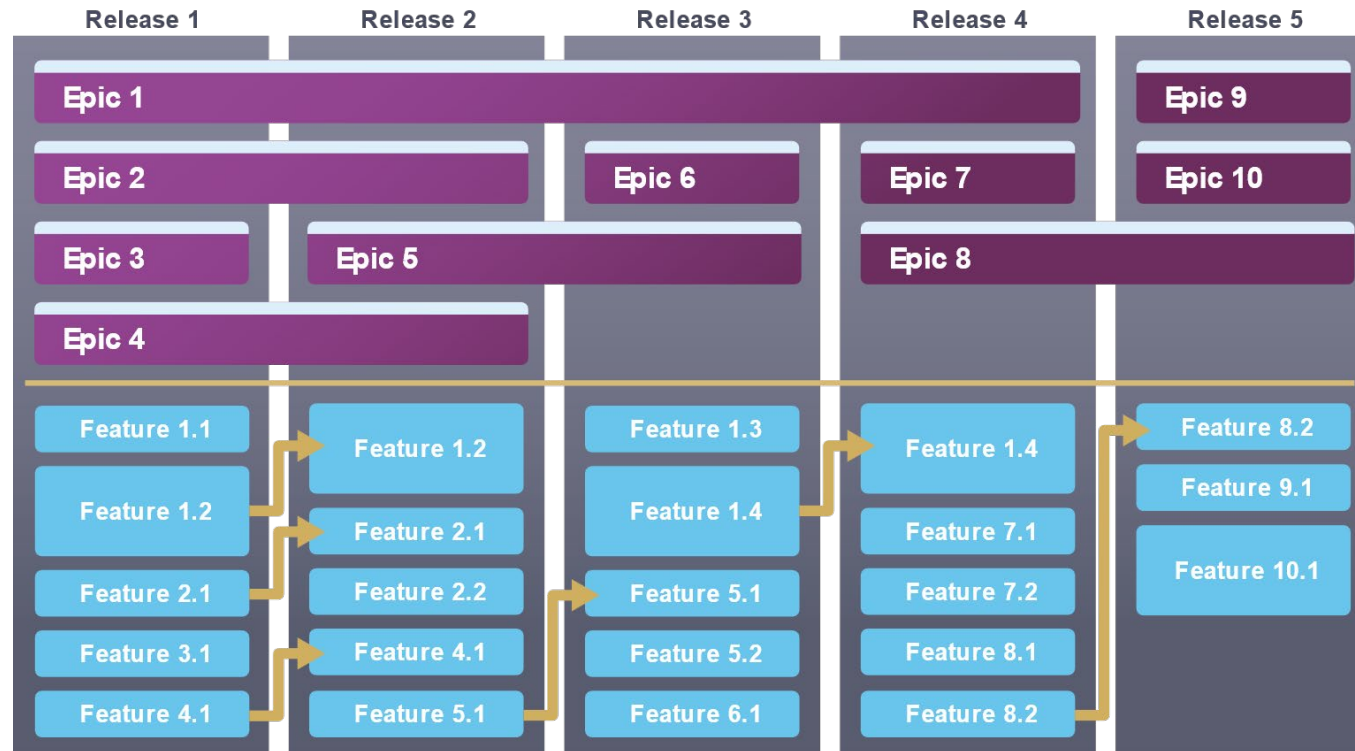 Release 1
Release 2
Release 3
Release 4
Release 5
Epic 1
Epic 9
Epic 2
Epic 6
Epic 7
Epic 10
Epic 3
Epic 5
Epic 8
Epic 4
Feature 1.1
Feature 1.2
Feature 2.1
Feature 3.1
Feature 4.1
Feature 1.2
Feature 2.1
Feature 2.2
Feature 4.1
Feature 5.1
Feature 1.3
Feature 1.4
Feature 5.1
Feature 5.2
Feature 6.1
Feature 1.4
Feature 7.1
Feature 7.2
Feature 8.1
Feature 8.2
Feature 8.2
Feature 9.1
Feature 10.1